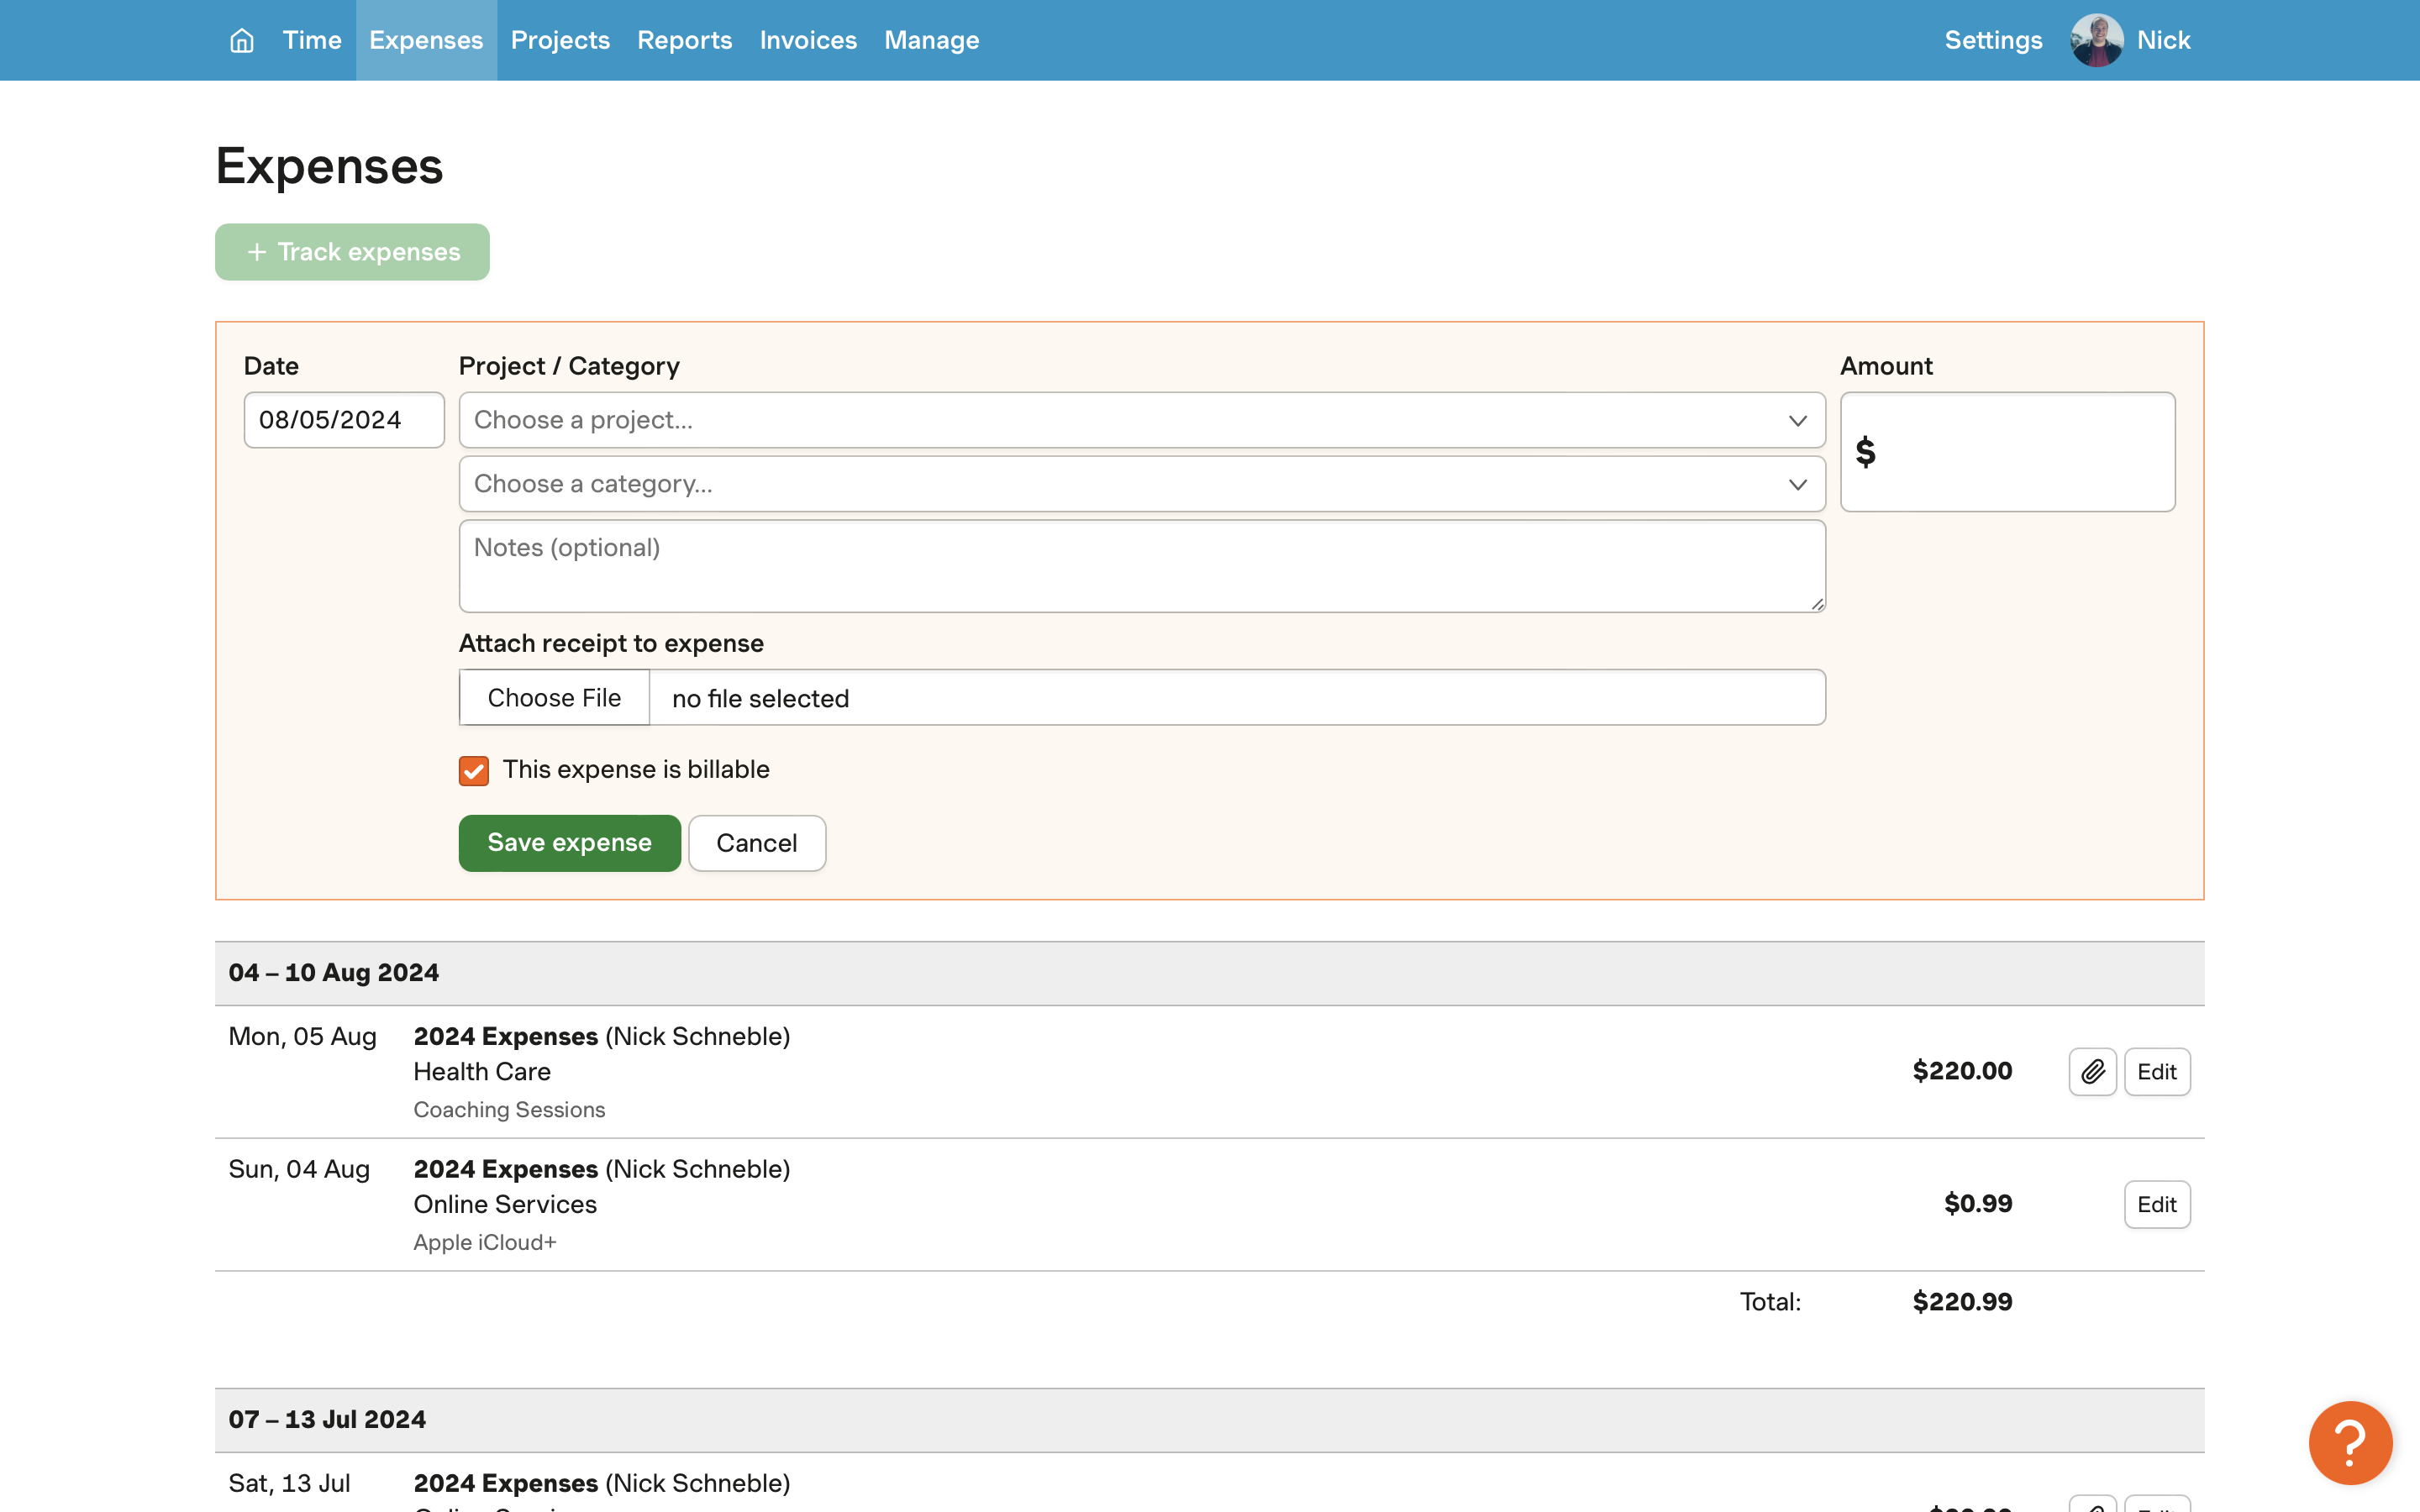 Time Expenses Projects Reports Invoices Manage Settings Nick
Expenses
+ Track expenses
Date Project / Category Amount
08/05/2024 Choose a project... $
Choose a category...
Notes (optional)
Attach receipt to expense
Choose File no file selected
This expense is billable
Save expense Cancel
04 – 10 Aug 2024
Mon, 05 Aug 2024 Expenses (Nick Schneble)
Health Care $220.00 Edit
Coaching Sessions
Sun, 04 Aug 2024 Expenses (Nick Schneble)
Online Services $0.99 Edit
Apple iCloud+
Total: $220.99
07 – 13 Jul 2024
?
Sat, 13 Jul 2024 Expenses (Nick Schneble)